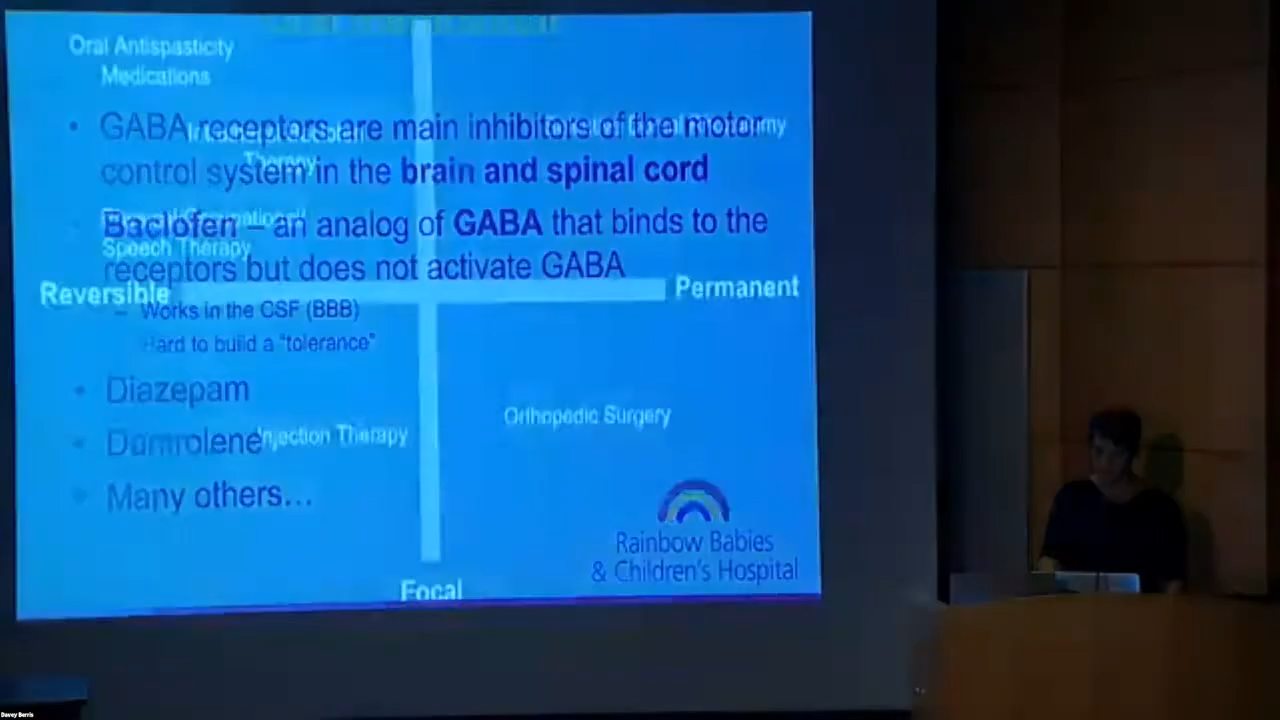 Oral Antispasticity
Medications
• GABA receptors are main inhibitors of the motor
control system in the brain and spinal cord
Therapy
Baclofen – an analog of GABA that binds to the
Speech Therapy
receptors but does not activate GABA
Reversible
Permanent
– Works in the CSF (BBB)
Hard to build a "tolerance"
• Diazepam
Orthopedic Surgery
•
Injection Therapy
• Many others...
Rainbow Babies
& Children's Hospital
Focal
Davey Berris